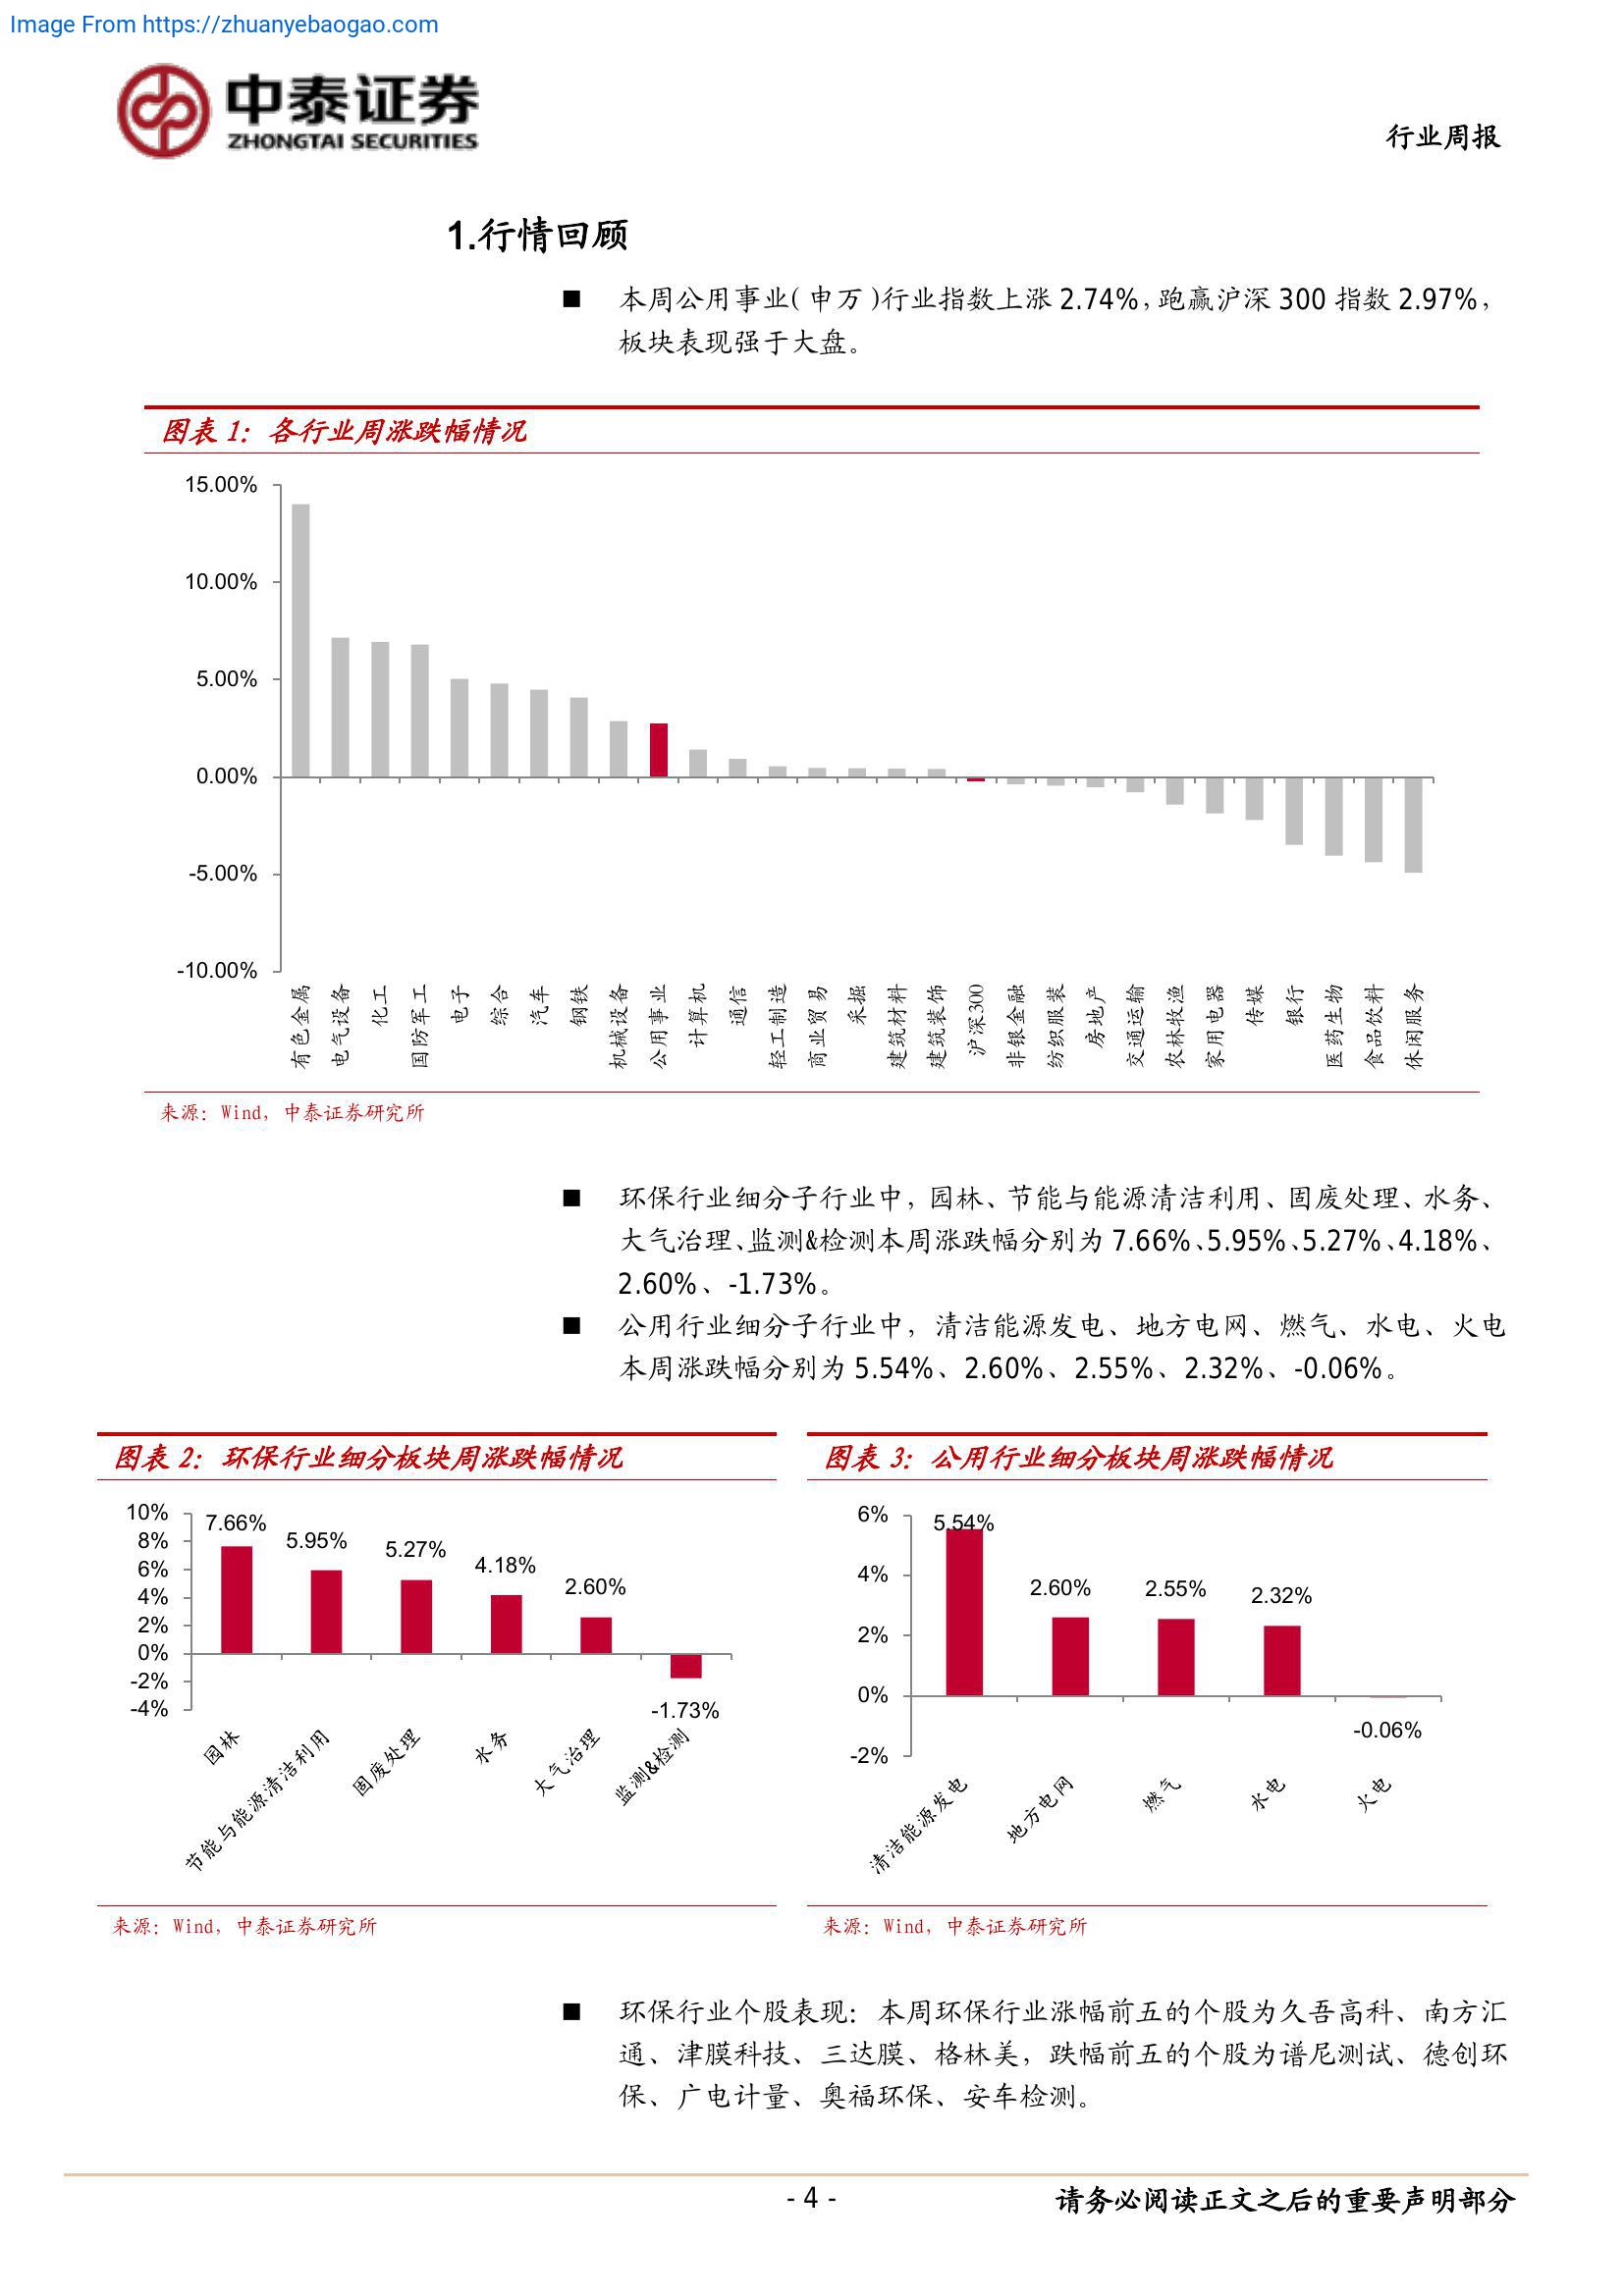 Image From https://zhuanyebaogao.com
中泰证券
ZHONGTAI SECURITIES
行业周报
1.行情回顾
■ 本周公用事业(申万)行业指数上涨 2.74%，跑赢沪深 300 指数 2.97%，
板块表现强于大盘。
图表 1：各行业周涨跌幅情况
15.00%
10.00%
5.00%
0.00%
-5.00%
-10.00%
有色金属
电气设备
化工
国防军工
电子
综合
汽车
钢铁
机械设备
公用事业
计算机
通信
轻工制造
商业贸易
采掘
建筑材料
建筑装饰
沪深300
非银金融
纺织服装
房地产
交通运输
农林牧渔
家用电器
传媒
银行
医药生物
食品饮料
休闲服务
来源：Wind，中泰证券研究所
■ 环保行业细分子行业中，园林、节能与能源清洁利用、固废处理、水务、
大气治理、监测&检测本周涨跌幅分别为 7.66%、5.95%、5.27%、4.18%、
2.60%、-1.73%。
■ 公用行业细分子行业中，清洁能源发电、地方电网、燃气、水电、火电
本周涨跌幅分别为 5.54%、2.60%、2.55%、2.32%、-0.06%。
图表 2：环保行业细分板块周涨跌幅情况
10%
8%
6%
4%
2%
0%
-2%
-4%
7.66%
5.95%
5.27%
4.18%
2.60%
-1.73%
园林
节能与能源清洁利用
固废处理
水务
大气治理
监测&检测
来源：Wind，中泰证券研究所
图表 3：公用行业细分板块周涨跌幅情况
6%
4%
2%
0%
-2%
5.54%
2.60%
2.55%
2.32%
-0.06%
清洁能源发电
地方电网
燃气
水电
火电
来源：Wind，中泰证券研究所
■ 环保行业个股表现：本周环保行业涨幅前五的个股为久吾高科、南方汇
通、津膜科技、三达膜、格林美，跌幅前五的个股为谱尼测试、德创环
保、广电计量、奥福环保、安车检测。
- 4 -
请务必阅读正文之后的重要声明部分